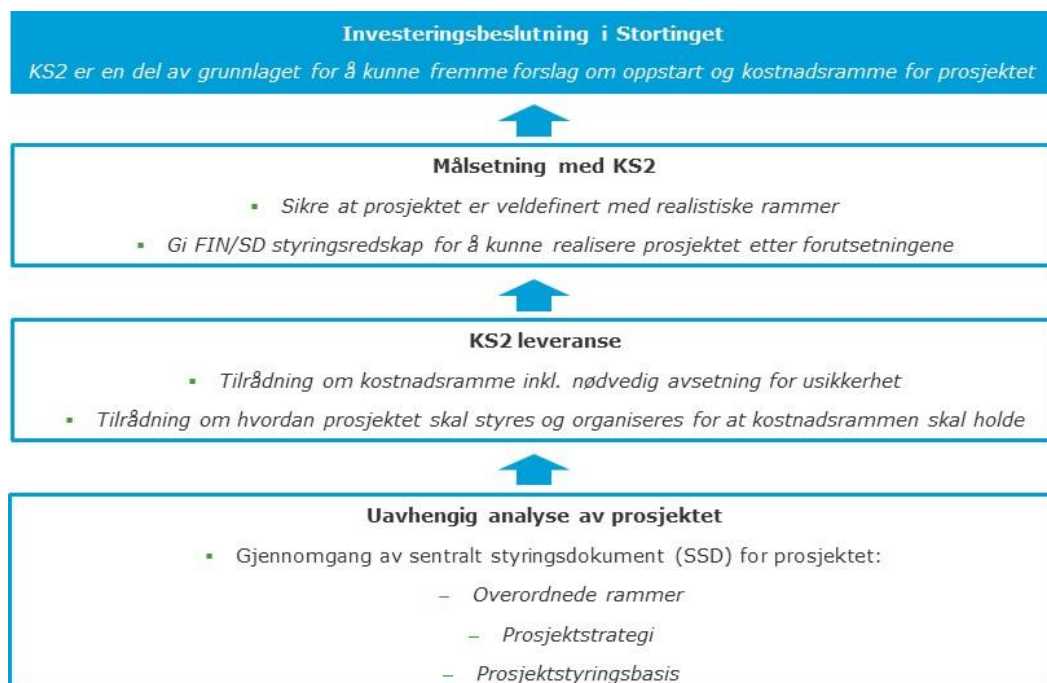 Investeringsbeslutning i Stortinget
KS2 er en del av grunnlaget for å kunne fremme forslag om oppstart og kostnadsramme for prosjektet
Målsetning med KS2
▪ Sikre at prosjektet er veldefinert med realistiske rammer
▪ Gi FIN/SD styringsredskap for å kunne realisere prosjektet etter forutsetningene
KS2 leveranse
▪ Tilrådning om kostnadsramme inkl. nødvedig avsetning for usikkerhet
▪ Tilrådning om hvordan prosjektet skal styres og organiseres for at kostnadsrammen skal holde
Uavhengig analyse av prosjektet
▪ Gjennomgang av sentralt styringsdokument (SSD) for prosjektet:
– Overordnede rammer
– Prosjektstrategi
– Prosjektstyringsbasis